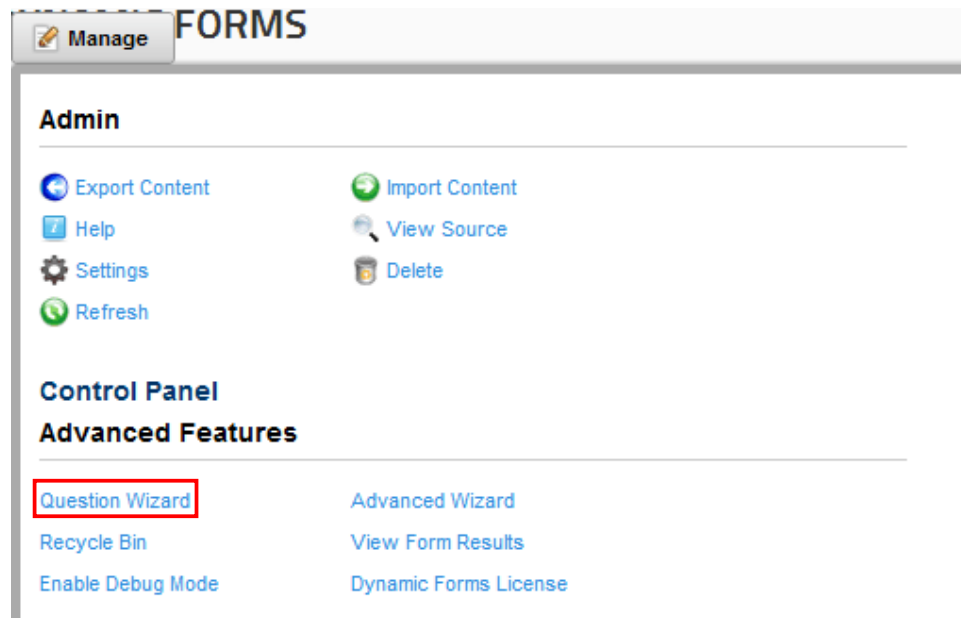 FORMS
Manage
Admin
Export Content Import Content
Help View Source
Settings Delete
Refresh
Control Panel
Advanced Features
Question Wizard Advanced Wizard
Recycle Bin View Form Results
Enable Debug Mode Dynamic Forms License